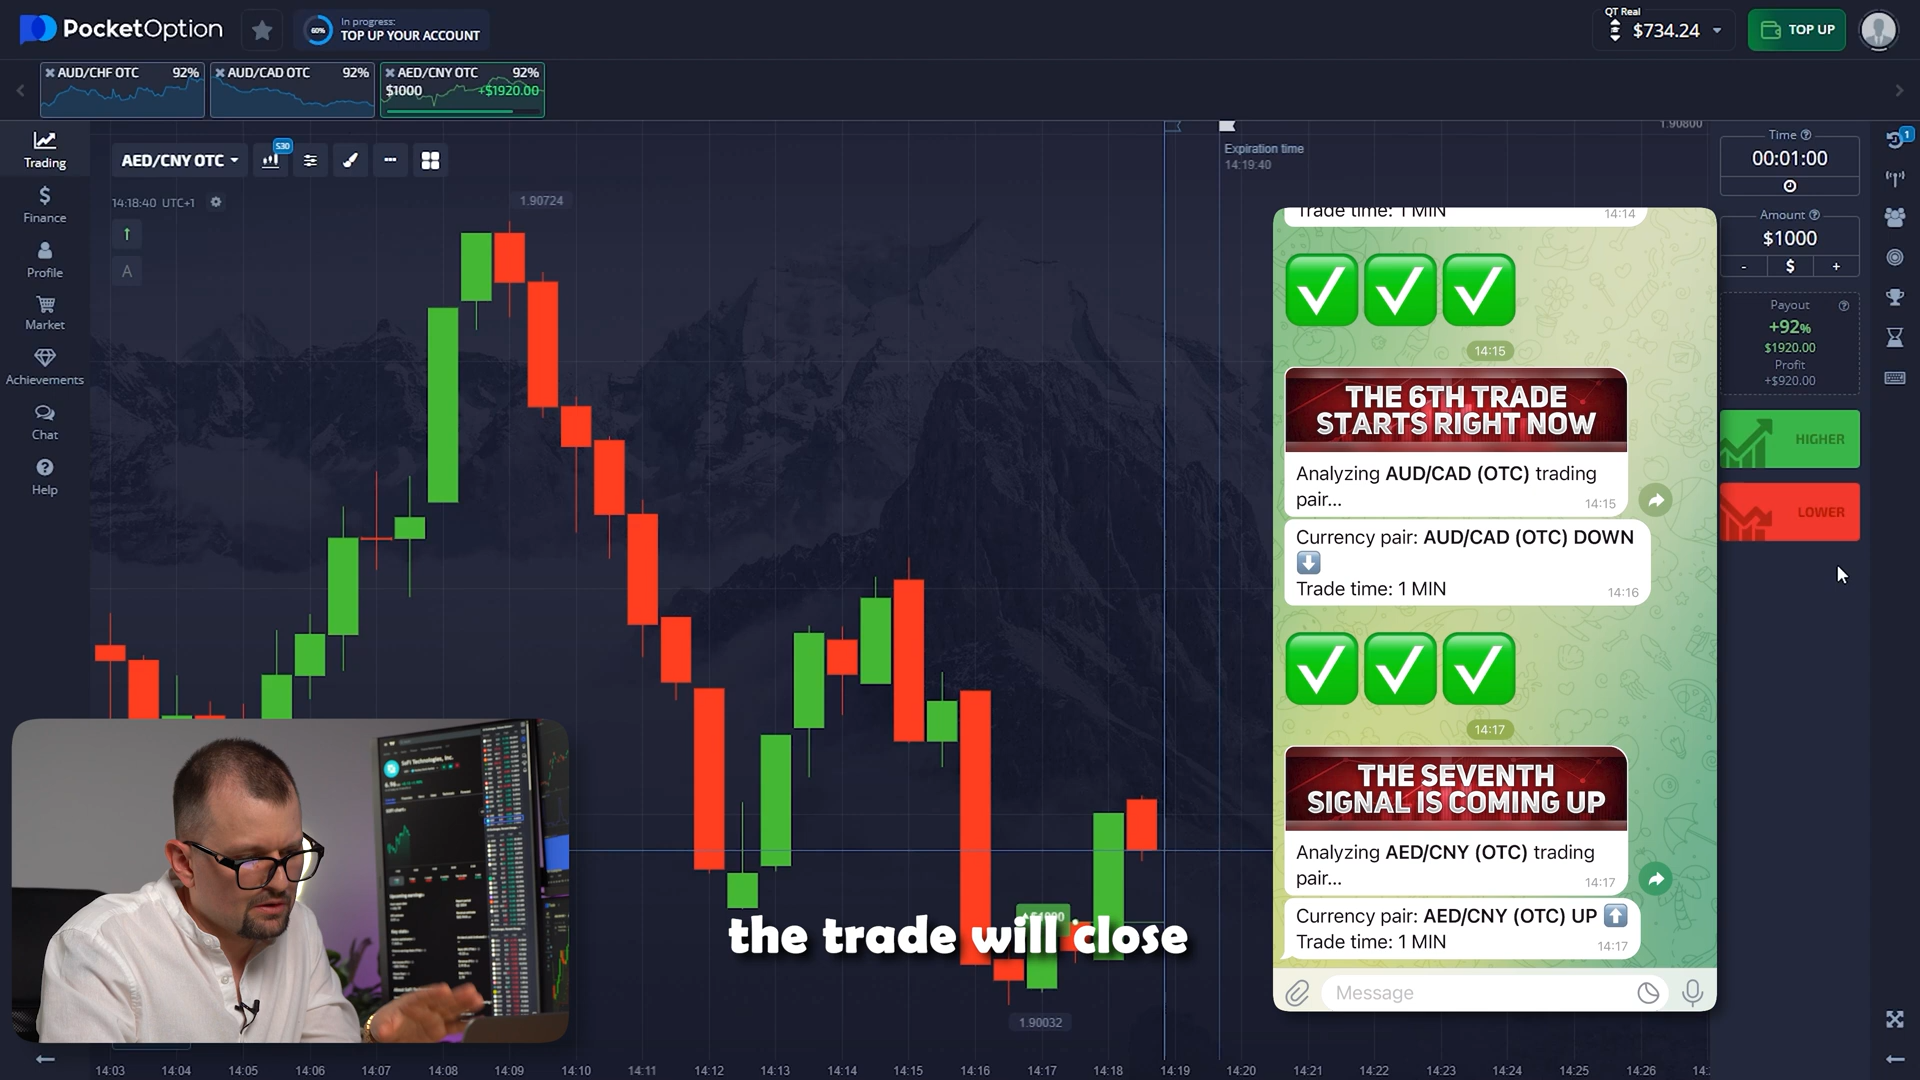 PocketOption
60%
In progress:
TOP UP YOUR ACCOUNT
QT Real
$734.24
TOP UP
AUD/CHF OTC 92%
AUD/CAD OTC 92%
AED/CNY OTC 92%
$1000 +$1920.00
Trading
Finance
Profile
Market
Achievements
Chat
Help
AED/CNY OTC
S30
14:18:40 UTC+1
A
1.90724
1.90800
Expiration time
14:19:40
1.90032
Time
00:01:00
Amount
$1000
- $ +
Payout
+92%
$1920.00
Profit
+$920.00
HIGHER
LOWER
1
Trade time: 1 MIN 14:14
14:15
THE 6TH TRADE
STARTS RIGHT NOW
Analyzing AUD/CAD (OTC) trading
pair... 14:15
Currency pair: AUD/CAD (OTC) DOWN
Trade time: 1 MIN 14:16
14:17
THE SEVENTH
SIGNAL IS COMING UP
Analyzing AED/CNY (OTC) trading
pair... 14:17
Currency pair: AED/CNY (OTC) UP
Trade time: 1 MIN 14:17
Message
SoFi Technologies, Inc.
the trade will close
14:03 14:04 14:05 14:06 14:07 14:08 14:09 14:10 14:11 14:12 14:13 14:14 14:15 14:16 14:17 14:18 14:19 14:20 14:21 14:22 14:23 14:24 14:25 14:26